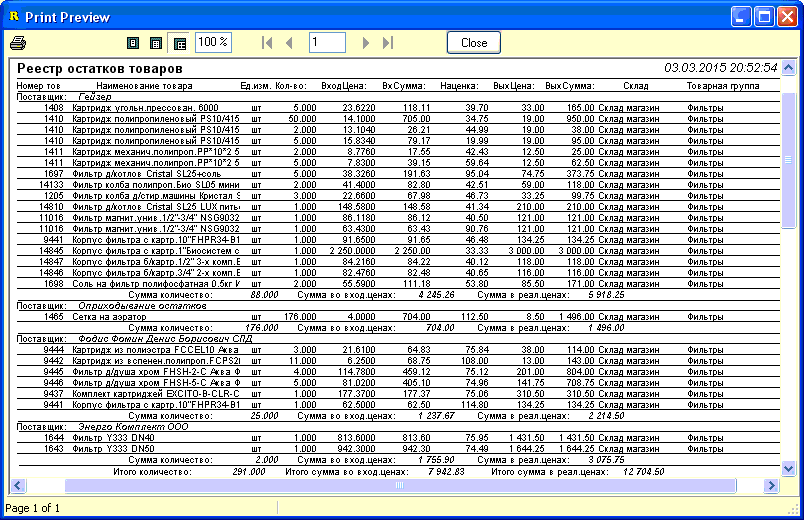 Print Preview
100 % 1 Close
Реестр остатков товаров 03.03.2015 20:52:54
Номер тов Наименование товара Ед.изм. Кол-во: ВходЦена: ВхСумма: Наценка: ВыхЦена: ВыхСумма: Склад Товарная группа
Поставщик: Гейзер
1408 Картридж угольн.прессован. 6000 шт 5.000 23.6220 118.11 39.70 33.00 165.00 Склад магазин Фильтры
1410 Картридж полипропиленовый PS10/415 шт 50.000 14.1000 705.00 34.75 19.00 950.00 Склад магазин Фильтры
1410 Картридж полипропиленовый PS10/415 шт 2.000 13.1040 26.21 44.99 19.00 38.00 Склад магазин Фильтры
1410 Картридж полипропиленовый PS10/415 шт 5.000 15.8340 79.17 19.99 19.00 95.00 Склад магазин Фильтры
1411 Картридж механич.полипроп.PP*10*2 5 шт 2.000 8.7760 17.55 42.43 12.50 25.00 Склад магазин Фильтры
1411 Картридж механич.полипроп.PP*10*2 5 шт 5.000 7.8300 39.15 59.64 12.50 62.50 Склад магазин Фильтры
1697 Фильтр д/котлов Cristal SL25+соль шт 5.000 38.3260 191.63 95.04 74.75 373.75 Склад магазин Фильтры
14133 Фильтр колба полипроп.Био SL05 мини шт 2.000 41.4000 82.80 42.51 59.00 118.00 Склад магазин Фильтры
1205 Фильтр колба д/стир.машины Кристал S шт 3.000 22.6600 67.98 46.73 33.25 99.75 Склад магазин Фильтры
14810 Фильтр д/котлов Cristal SL25 LUX питы шт 1.000 148.5800 148.58 41.34 210.00 210.00 Склад магазин Фильтры
11016 Фильтр магнит.унив 1/2"-3/4" NSG9032 шт 1.000 86.1180 86.12 40.50 121.00 121.00 Склад магазин Фильтры
11016 Фильтр магнит.унив 1/2"-3/4" NSG9032 шт 1.000 63.4300 63.43 90.76 121.00 121.00 Склад магазин Фильтры
9441 Корпус фильтра с картр.10"FHPR34-B1 шт 1.000 91.6500 91.65 46.48 134.25 134.25 Склад магазин Фильтры
14845 Корпус фильтра с картр.1"Биосистем с шт 1.000 2 250.0000 2 250.00 33.33 3 000.00 3 000.00 Склад магазин Фильтры
14847 Корпус фильтра б/картр.1/2" 3-х комп.Е шт 1.000 84.2160 84.22 40.12 118.00 118.00 Склад магазин Фильтры
14846 Корпус фильтра б/картр.3/4" 2-х комп.Е шт 1.000 82.4760 82.48 40.65 116.00 116.00 Склад магазин Фильтры
1698 Соль на фильтр полифосфатная 0.5кг И шт 2.000 55.5900 111.18 53.80 85.50 171.00 Склад магазин Фильтры
Сумма количество: 88.000 Сумма во вход.ценах: 4 245.26 Сумма в реал.ценах: 5 918.25
Поставщик: Оприходывание остатков
1465 Сетка на аэратор шт 176.000 4.0000 704.00 112.50 8.50 1 496.00 Склад магазин Фильтры
Сумма количество: 176.000 Сумма во вход.ценах: 704.00 Сумма в реал.ценах: 1 496.00
Поставщик: Фодис Фомин Денис Борисович СПД
9444 Картридж из полиэстра FCCEL10 Аква шт 3.000 21.6100 64.83 75.84 38.00 114.00 Склад магазин Фильтры
9442 Картридж из вспенен.полипроп.FCPS2( шт 11.000 6.2500 68.75 108.00 13.00 143.00 Склад магазин Фильтры
9445 Фильтр д/душа хром FHSH-2-C Аква Ф шт 4.000 114.7800 459.12 75.12 201.00 804.00 Склад магазин Фильтры
9446 Фильтр д/душа хром FHSH-5-C Аква Ф шт 5.000 81.0200 405.10 74.96 141.75 708.75 Склад магазин Фильтры
9437 Комплект картриджей EXCITO-B-CLR-C шт 1.000 177.3700 177.37 75.06 310.50 310.50 Склад магазин Фильтры
9441 Корпус фильтра с картр.10"FHPR34-B1 шт 1.000 62.5000 62.50 114.80 134.25 134.25 Склад магазин Фильтры
Сумма количество: 25.000 Сумма во вход.ценах: 1 237.67 Сумма в реал.ценах: 2 214.50
Поставщик: Энерго Комплект ООО
1644 Фильтр Y333 DN40 шт 1.000 813.6000 813.60 75.95 1 431.50 1 431.50 Склад магазин Фильтры
1643 Фильтр Y333 DN50 шт 1.000 942.3000 942.30 74.49 1 644.25 1 644.25 Склад магазин Фильтры
Сумма количество: 2.000 Сумма во вход.ценах: 1 755.90 Сумма в реал.ценах: 3 075.75
Итого количество: 291.000 Итого сумма во вход.ценах: 7 942.83 Итого сумма в реал.ценах: 12 704.50
Page 1 of 1